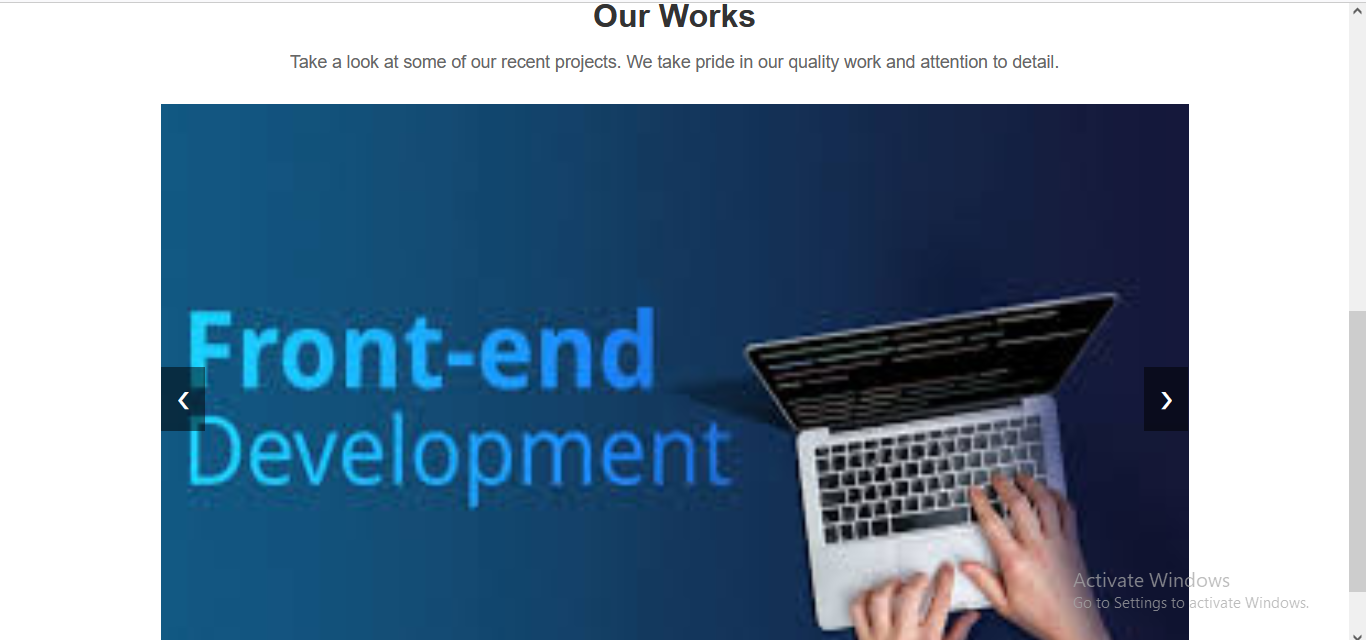 Our Works
Take a look at some of our recent projects. We take pride in our quality work and attention to detail.
Front-end
Development
Activate Windows
Go to Settings to activate Windows.